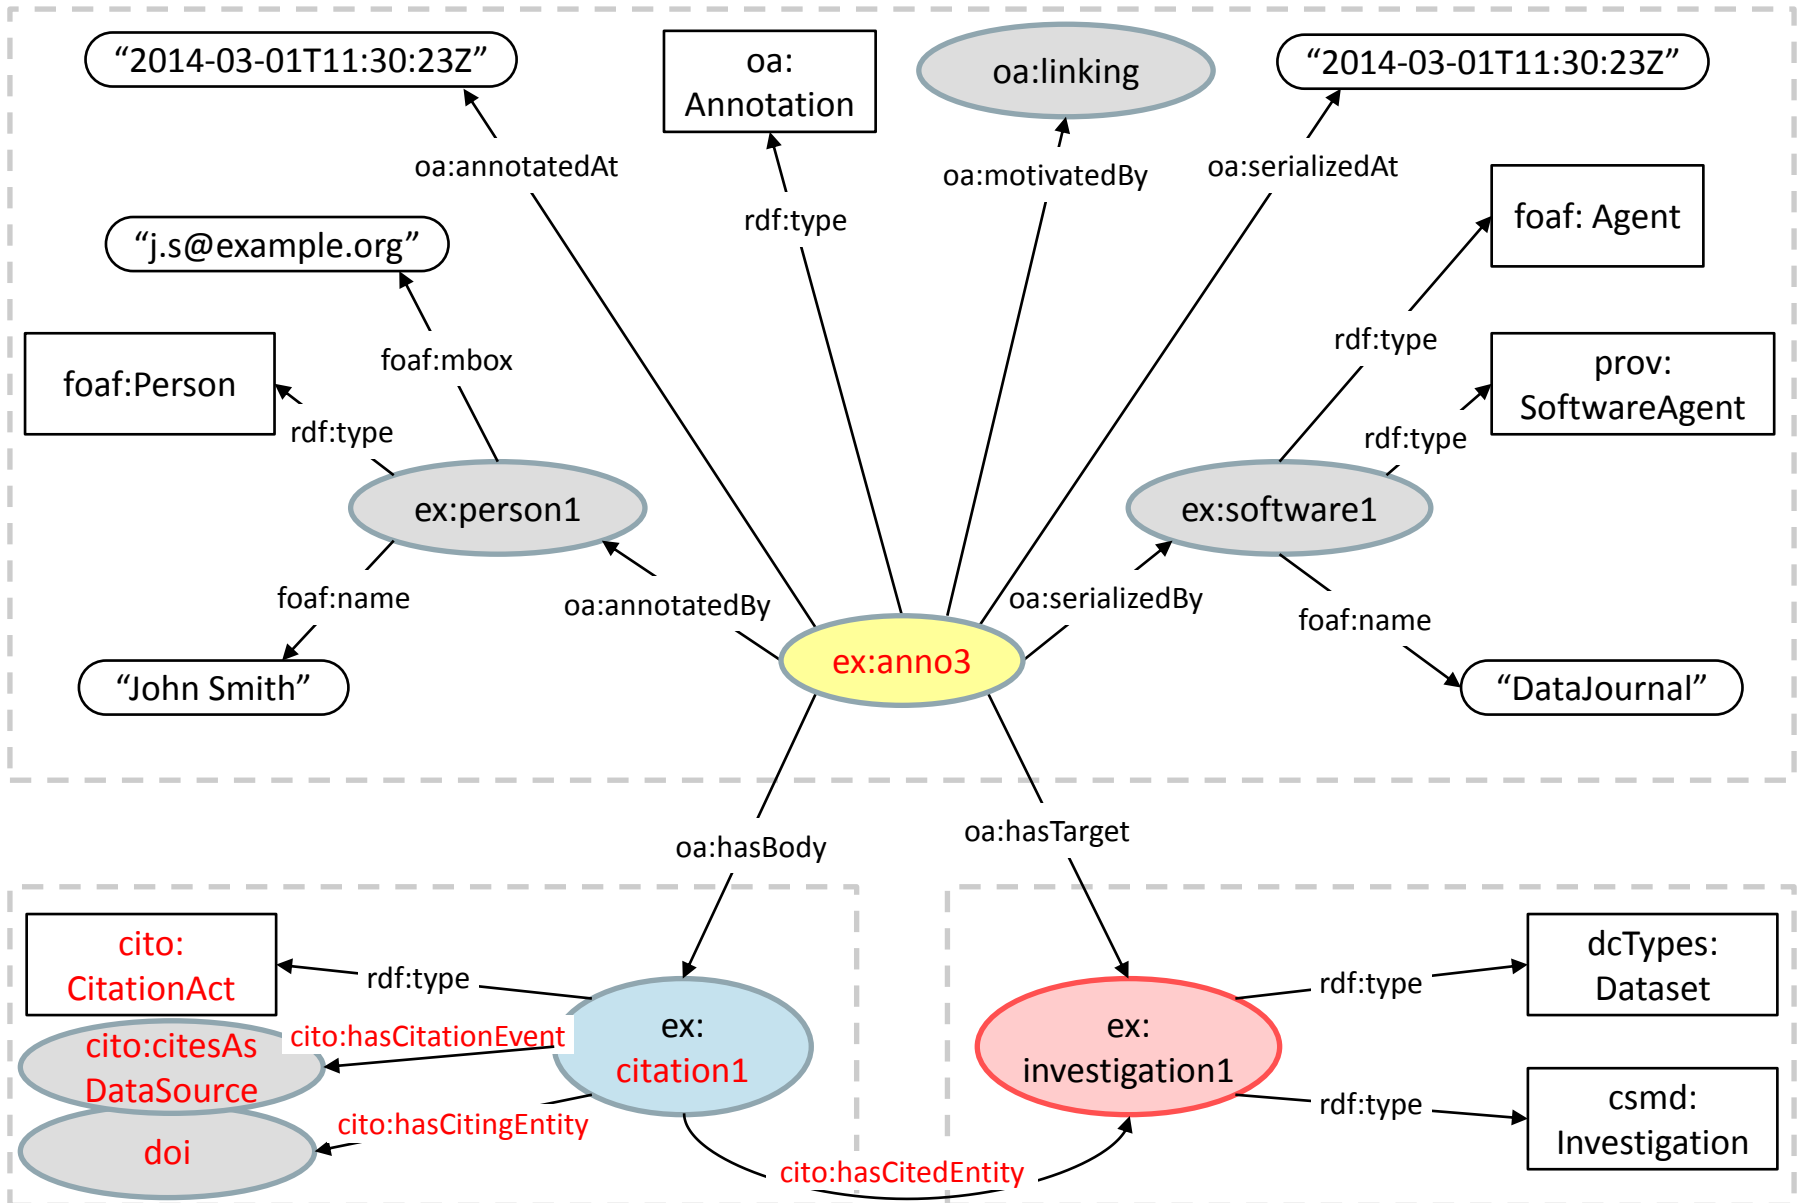 “2014-03-01T11:30:23Z”
oa:
Annotation
oa:linking
“2014-03-01T11:30:23Z”
oa:annotatedAt
rdf:type
oa:motivatedBy
oa:serializedAt
“j.s@example.org”
foaf: Agent
foaf:Person
foaf:mbox
rdf:type
prov:
SoftwareAgent
rdf:type
rdf:type
ex:person1
ex:software1
foaf:name
oa:annotatedBy
oa:serializedBy
foaf:name
“John Smith”
ex:anno3
“DataJournal”
oa:hasBody
oa:hasTarget
cito:
CitationAct
rdf:type
cito:citesAs
DataSource
cito:hasCitationEvent
ex:
citation1
doi
cito:hasCitingEntity
cito:hasCitedEntity
ex:
investigation1
rdf:type
dcTypes:
Dataset
rdf:type
csmd:
Investigation